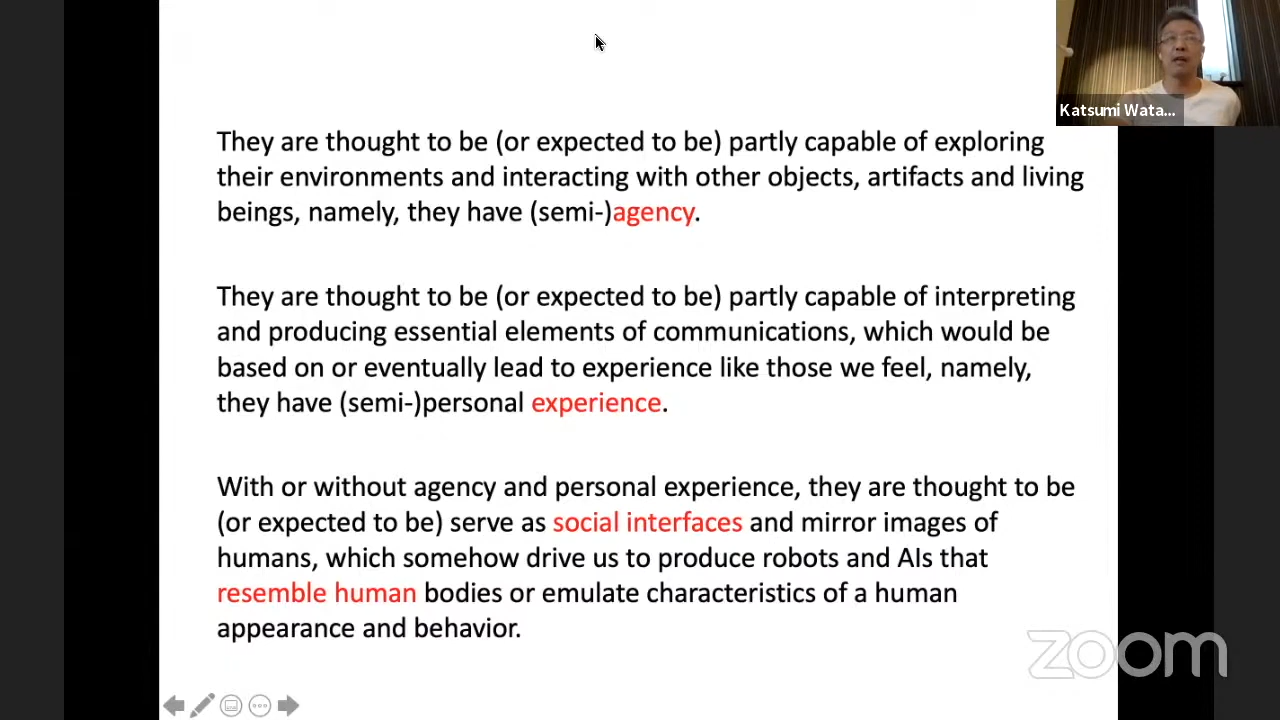 Katsumi Wata...
They are thought to be (or expected to be) partly capable of exploring
their environments and interacting with other objects, artifacts and living
beings, namely, they have (semi-)agency.
They are thought to be (or expected to be) partly capable of interpreting
and producing essential elements of communications, which would be
based on or eventually lead to experience like those we feel, namely,
they have (semi-)personal experience.
With or without agency and personal experience, they are thought to be
(or expected to be) serve as social interfaces and mirror images of
humans, which somehow drive us to produce robots and AIs that
resemble human bodies or emulate characteristics of a human
appearance and behavior.
zoom